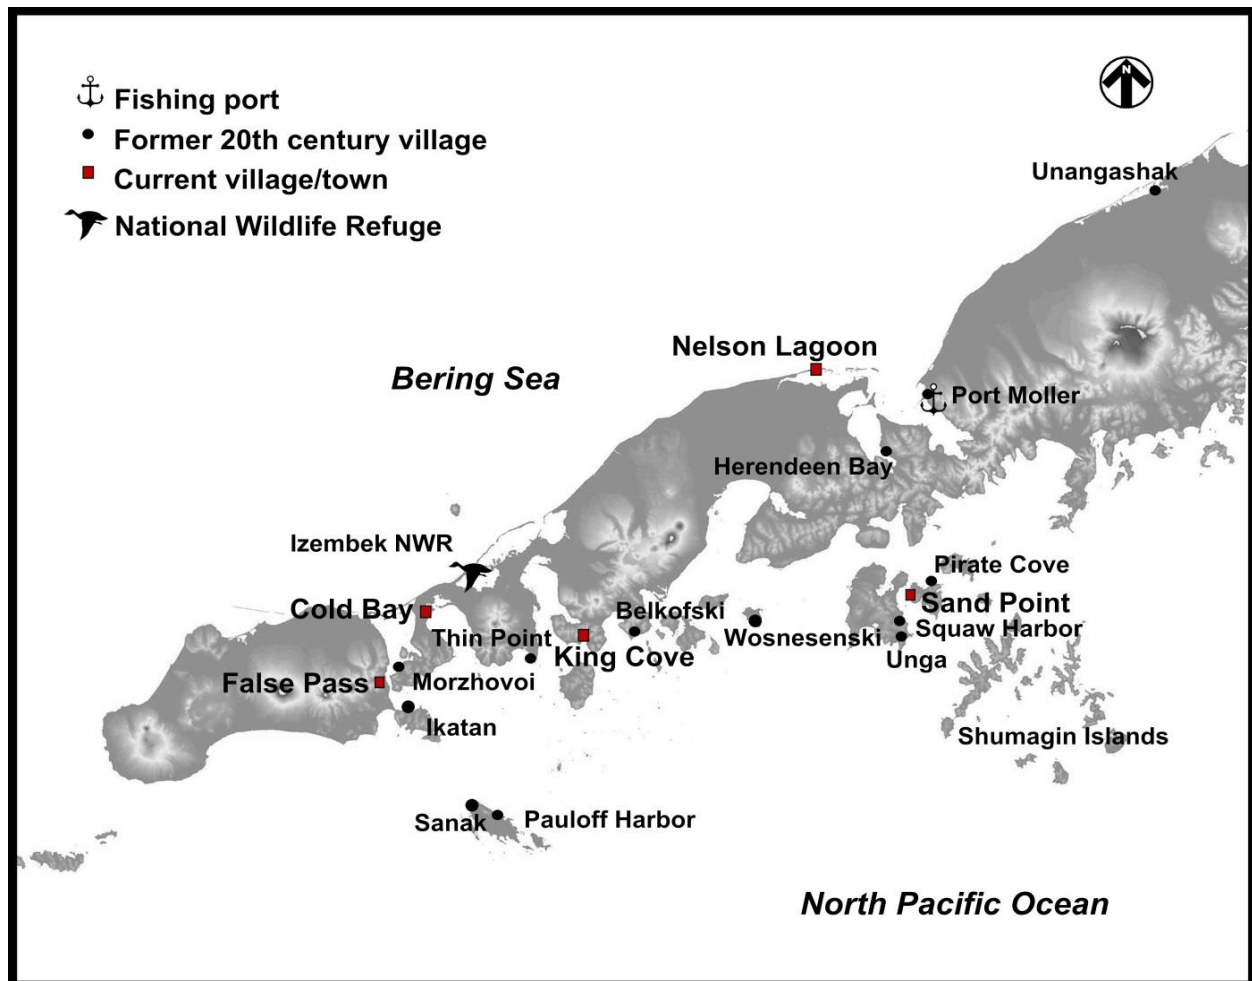 Fishing port
Former 20th century village
Current village/town
National Wildlife Refuge
N
Unangashak
Nelson Lagoon
Bering Sea
Port Moller
Herendeen Bay
Izembek NWR
Pirate Cove
Cold Bay
Belkofski
Sand Point
Thin Point
Wosnesenski
Squaw Harbor
King Cove
Unga
False Pass
Morzhovoi
Ikatan
Shumagin Islands
Sanak
Pauloff Harbor
North Pacific Ocean